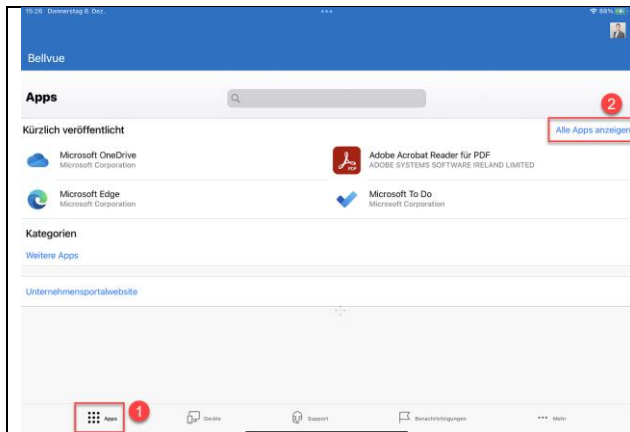 15:26 Donnerstag 8. Dez.
88%
Bellvue
Apps
2
Kürzlich veröffentlicht
Alle Apps anzeigen
Microsoft OneDrive
Microsoft Corporation
Adobe Acrobat Reader für PDF
ADOBE SYSTEMS SOFTWARE IRELAND LIMITED
PDF
Microsoft Edge
Microsoft Corporation
Microsoft To Do
Microsoft Corporation
Kategorien
Weitere Apps
Unternehmensportalwebsite
Apps
1
Geräte
Support
Benachrichtigungen
Mehr